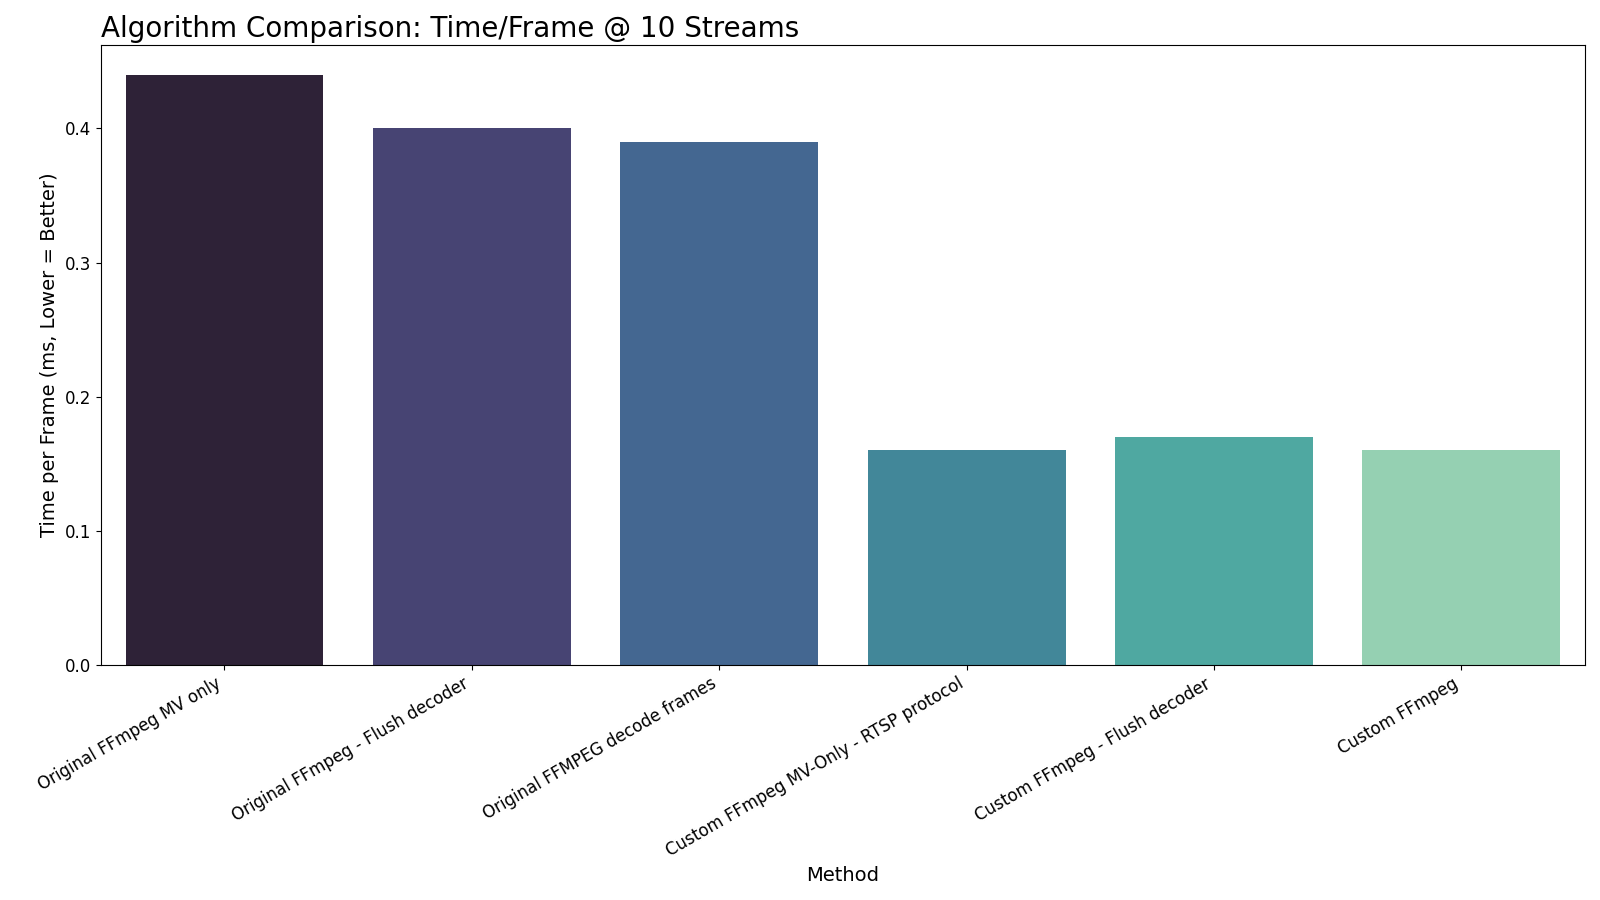 Algorithm Comparison: Time/Frame @ 10 Streams
Time per Frame (ms, Lower = Better)
0.4
0.3
0.2
0.1
0.0
Original FFmpeg MV only
Original FFmpeg - Flush decoder
Original FFMPEG decode frames
Custom FFmpeg MV-Only - RTSP protocol
Custom FFmpeg - Flush decoder
Custom FFmpeg
Method